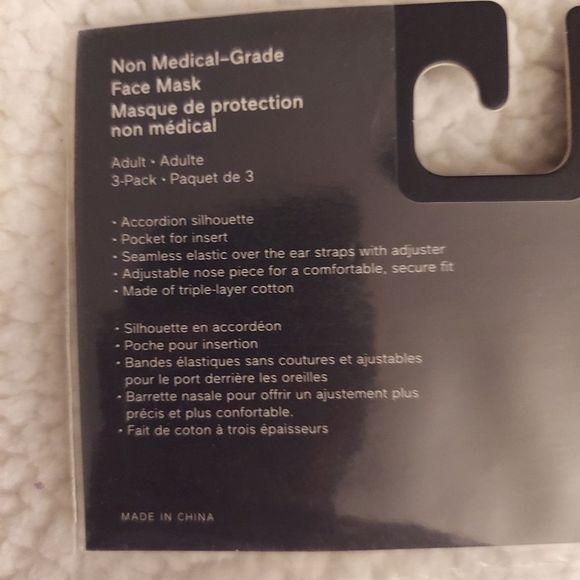 Non Medical-Grade
Face Mask
Masque de protection
non médical
Adult • Adulte
3-Pack • Paquet de 3
• Accordion silhouette
• Pocket for insert
• Seamless elastic over the ear straps with adjuster
• Adjustable nose piece for a comfortable, secure fit
• Made of triple-layer cotton
• Silhouette en accordéon
• Poche pour insertion
• Bandes élastiques sans coutures et ajustables
pour le port derrière les oreilles
• Barrette nasale pour offrir un ajustement plus
précis et plus confortable.
• Fait de coton à trois épaisseurs
MADE IN CHINA